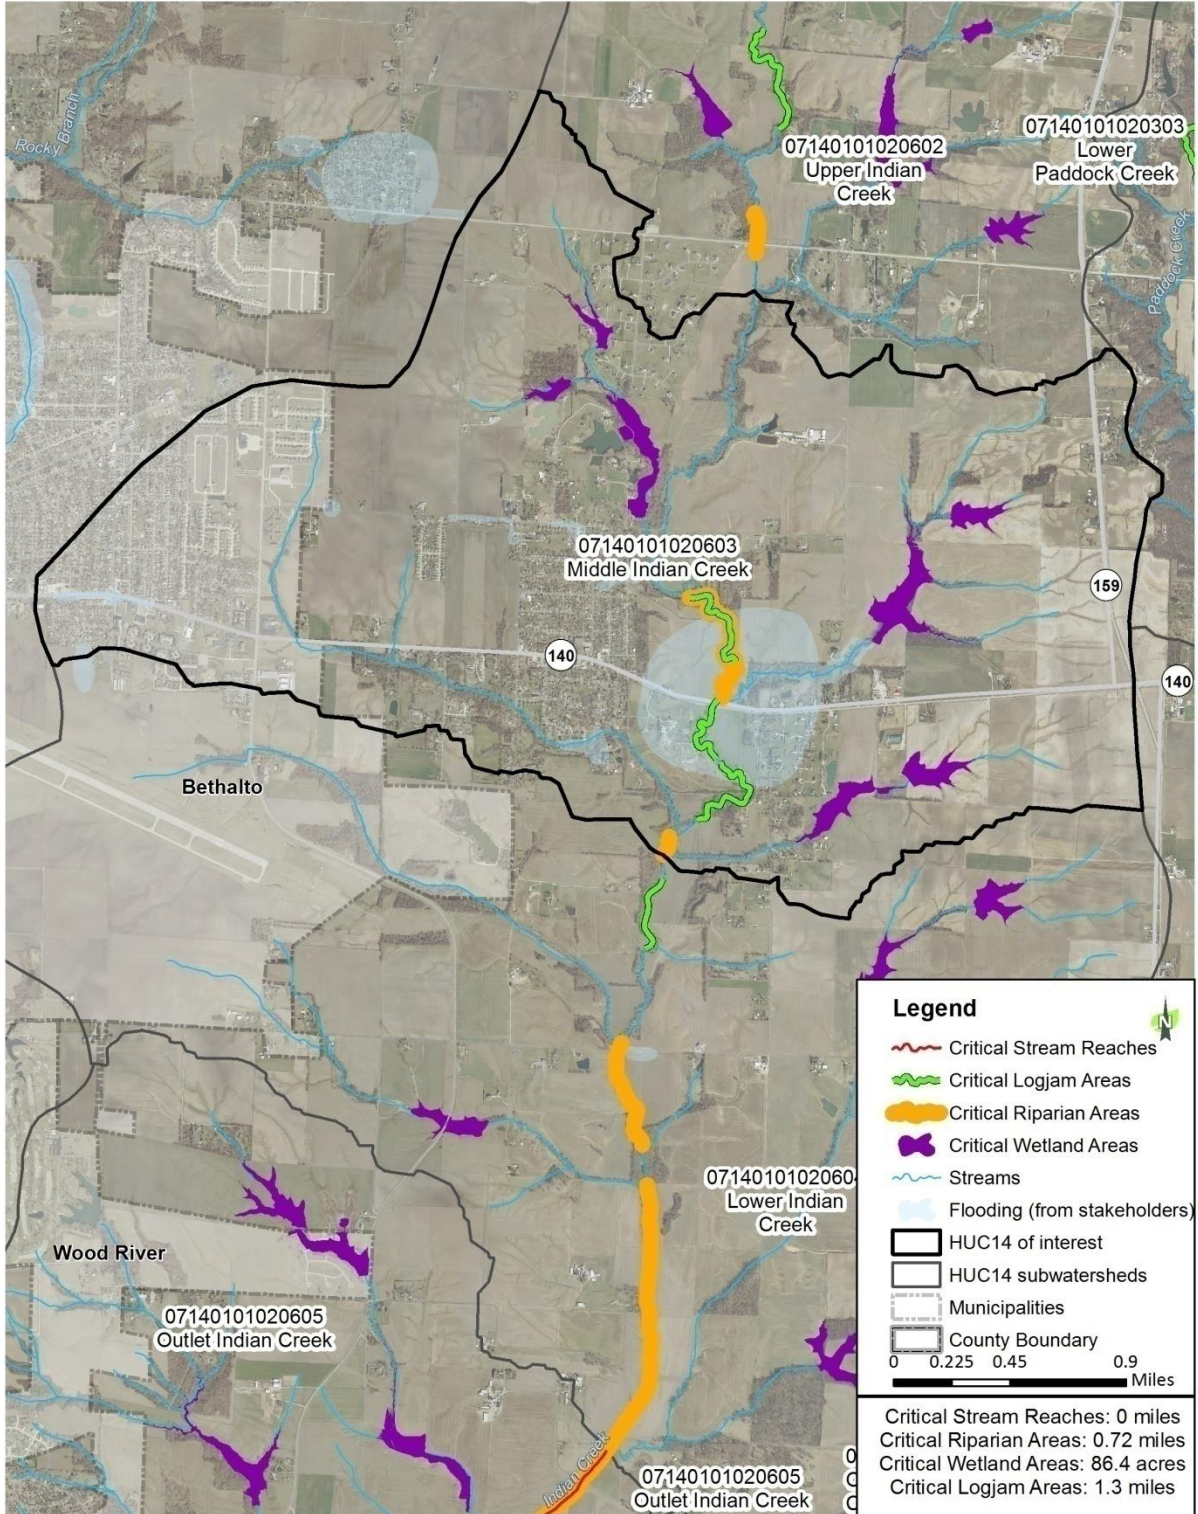 Rocky Branch
07140101020602
Upper Indian
Creek
07140101020303
Lower
Paddock Creek
Paddock Creek
07140101020603
Middle Indian Creek
159
140
140
Bethalto
Legend
N
Critical Stream Reaches
Critical Logjam Areas
Critical Riparian Areas
Critical Wetland Areas
Streams
Flooding (from stakeholders)
HUC14 of interest
HUC14 subwatersheds
Municipalities
County Boundary
0 0.225 0.45 0.9
Miles
0714010102060
Lower Indian
Creek
Wood River
07140101020605
Outlet Indian Creek
Indian Creek
07140101020605
Outlet Indian Creek
Critical Stream Reaches: 0 miles
Critical Riparian Areas: 0.72 miles
Critical Wetland Areas: 86.4 acres
Critical Logjam Areas: 1.3 miles